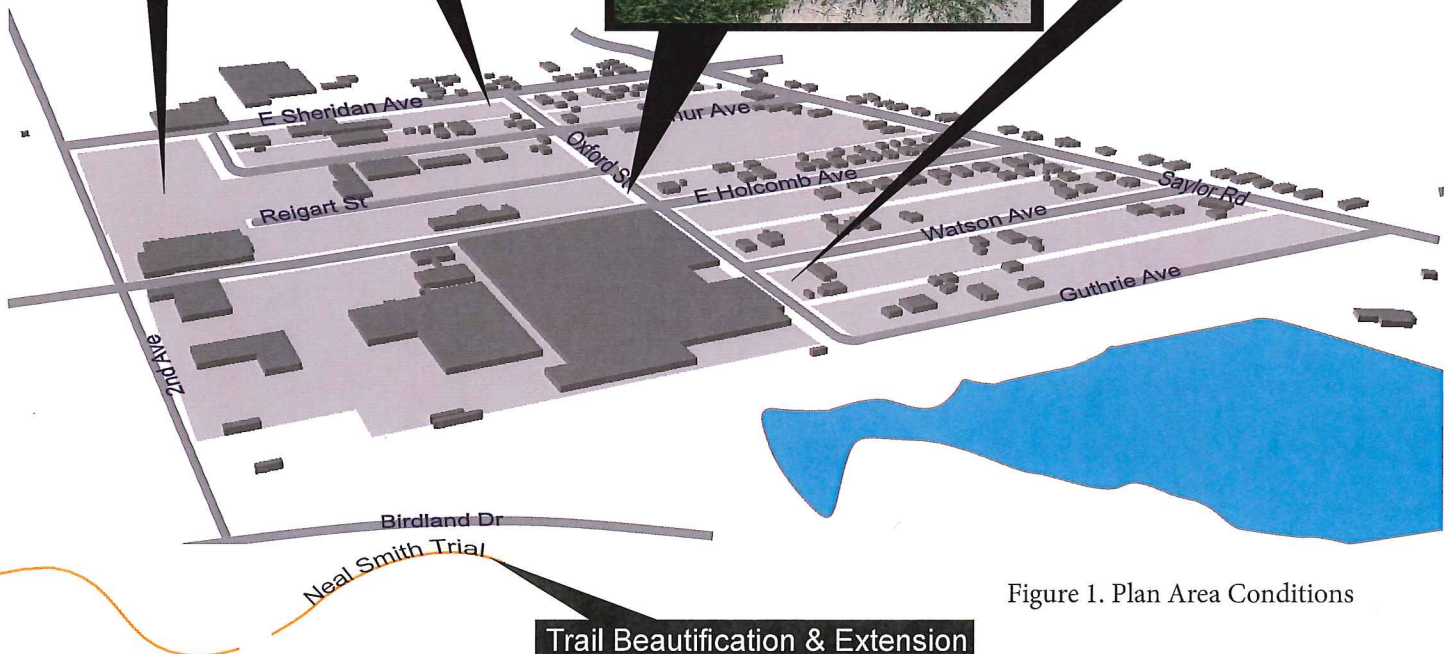 E Sheridan Ave
Oxford St
E Holcomb Ave
Reigart St
Saylor Rd
Watson Ave
Guthrie Ave
2nd Ave
Birdland Dr
Neal Smith Trial
Figure 1. Plan Area Conditions
Trail Beautification & Extension